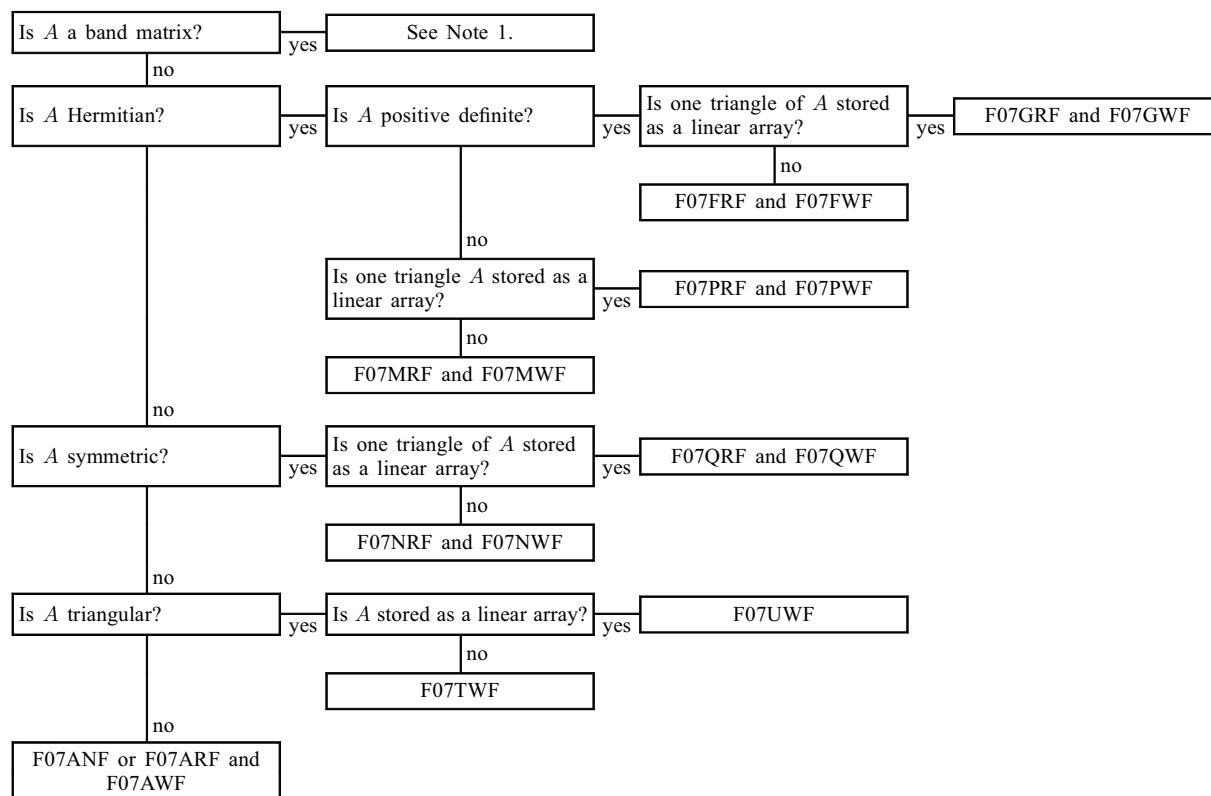 Is A a band matrix?
yes
See Note 1.
no
Is A Hermitian?
yes
Is A positive definite?
yes
Is one triangle of A stored
as a linear array?
yes
F07GRF and F07GWF
no
F07FRF and F07FWF
no
Is one triangle A stored as a
linear array?
yes
F07PRF and F07PWF
no
F07MRF and F07MWF
no
Is A symmetric?
yes
Is one triangle of A stored
as a linear array?
yes
F07QRF and F07QWF
no
F07NRF and F07NWF
no
Is A triangular?
yes
Is A stored as a linear array?
yes
F07UWF
no
F07TWF
no
F07ANF or F07ARF and
F07AWF